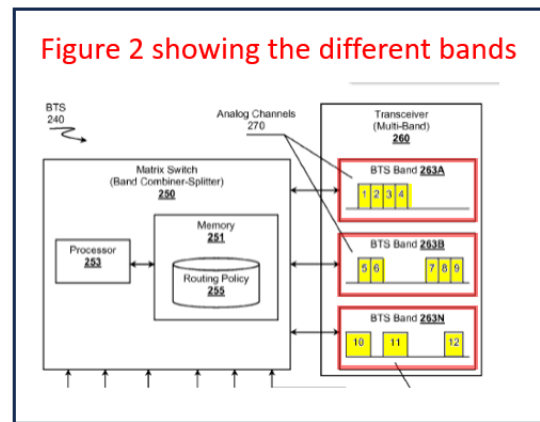 Figure 2 showing the different bands
BTS
240
Analog Channels
270
Transceiver
(Multi-Band)
260
Matrix Switch
(Band Combiner-Splitter)
250
Memory
251
Processor
253
Routing Policy
255
BTS Band 263A
1 2 3 4
BTS Band 263B
5 6 7 8 9
BTS Band 263N
10 11 12